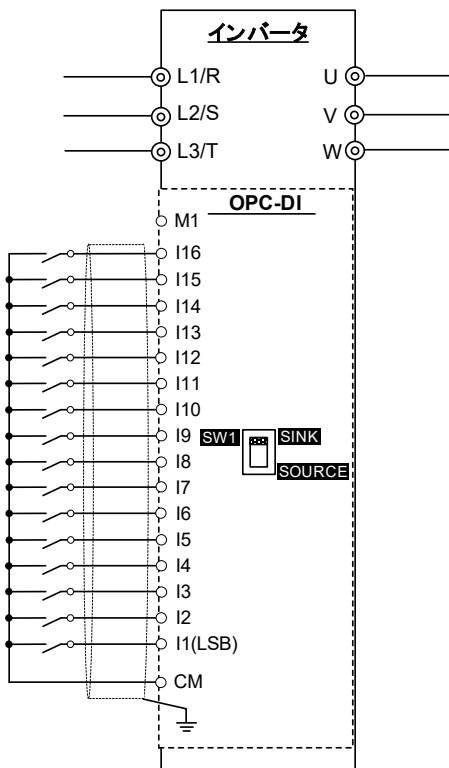 インバータ
L1/R U
L2/S V
L3/T W
OPC-DI
M1
I16
I15
I14
I13
I12
I11
I10
I9 SW1 SINK
I8
SOURCE
I7
I6
I5
I4
I3
I2
I1(LSB)
CM